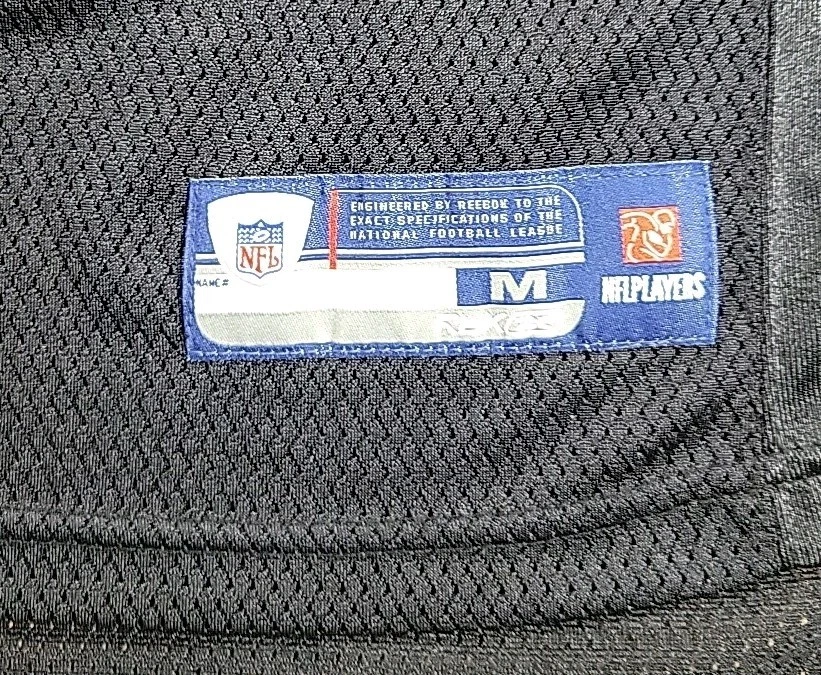 ENGINEERED BY REEBOK TO THE
EXACT SPECIFICATIONS OF THE
NATIONAL FOOTBALL LEAGUE
NFL
NAME#
M
NFLPLAYERS